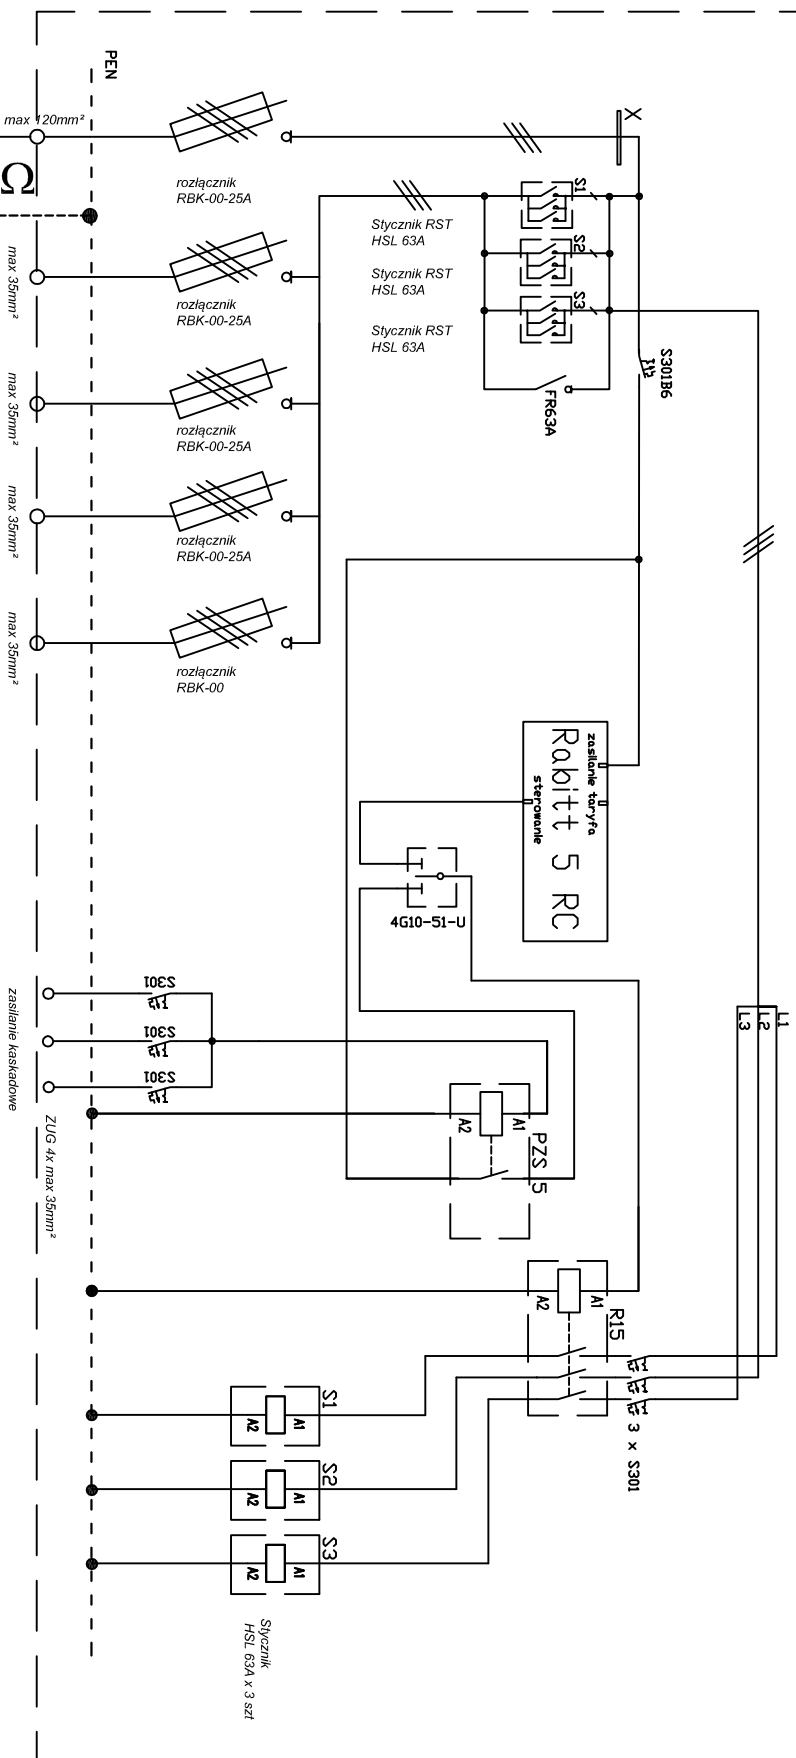 PEN
max 120mm²
Ω
X
rozłącznik
RBK-00-25A
S1
Stycznik RST
HSL 63A
S2
max 35mm²
Stycznik RST
HSL 63A
S3
rozłącznik
RBK-00-25A
Stycznik RST
HSL 63A
S301B6
FR63A
max 35mm²
rozłącznik
RBK-00-25A
max 35mm²
rozłącznik
RBK-00-25A
max 35mm²
rozłącznik
RBK-00
zasilanie taryfa
Rabitt 5 RC
sterowanie
4G10-51-U
S301
S301
S301
zasilanie kaskadowe
ZUG 4x max 35mm²
L1
L2
L3
A1
A2
PZS 5
A1
A2
R15
3 x S301
S1
A1
A2
S2
A1
A2
S3
A1
A2
Stycznik
HSL 63A x 3 szt